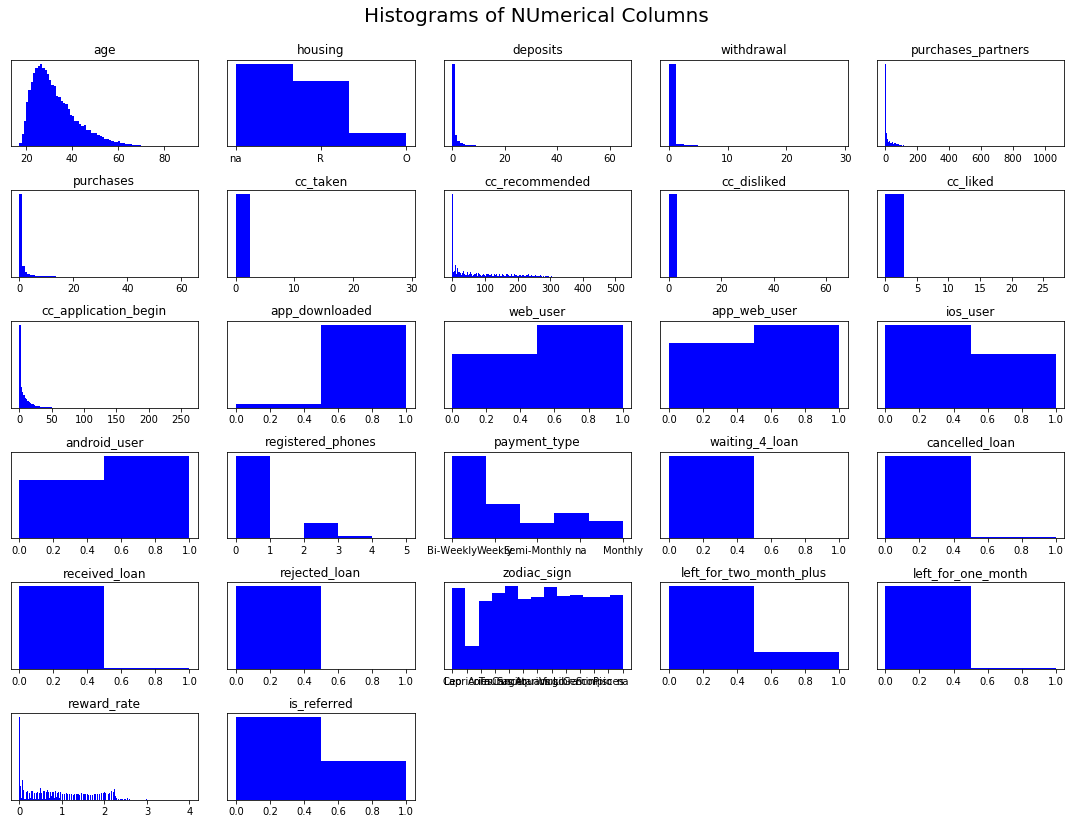 Histograms of NUmerical Columns
age housing deposits withdrawal purchases_partners
20 40 60 80 na R O 0 20 40 60 0 10 20 30 0 200 400 600 800 1000
purchases cc_taken cc_recommended cc_disliked cc_liked
0 20 40 60 0 10 20 30 0 100 200 300 400 500 0 20 40 60 0 5 10 15 20 25
cc_application_begin app_downloaded web_user app_web_user ios_user
0 50 100 150 200 250 0.0 0.2 0.4 0.6 0.8 1.0 0.0 0.2 0.4 0.6 0.8 1.0 0.0 0.2 0.4 0.6 0.8 1.0 0.0 0.2 0.4 0.6 0.8 1.0
android_user registered_phones payment_type waiting_4_loan cancelled_loan
0.0 0.2 0.4 0.6 0.8 1.0 0 1 2 3 4 5 Bi-Weekly Weekly Semi-Monthly na Monthly 0.0 0.2 0.4 0.6 0.8 1.0 0.0 0.2 0.4 0.6 0.8 1.0
received_loan rejected_loan zodiac_sign left_for_two_month_plus left_for_one_month
0.0 0.2 0.4 0.6 0.8 1.0 0.0 0.2 0.4 0.6 0.8 1.0 na 0.0 0.2 0.4 0.6 0.8 1.0 0.0 0.2 0.4 0.6 0.8 1.0
reward_rate is_referred
0 1 2 3 4 0.0 0.2 0.4 0.6 0.8 1.0